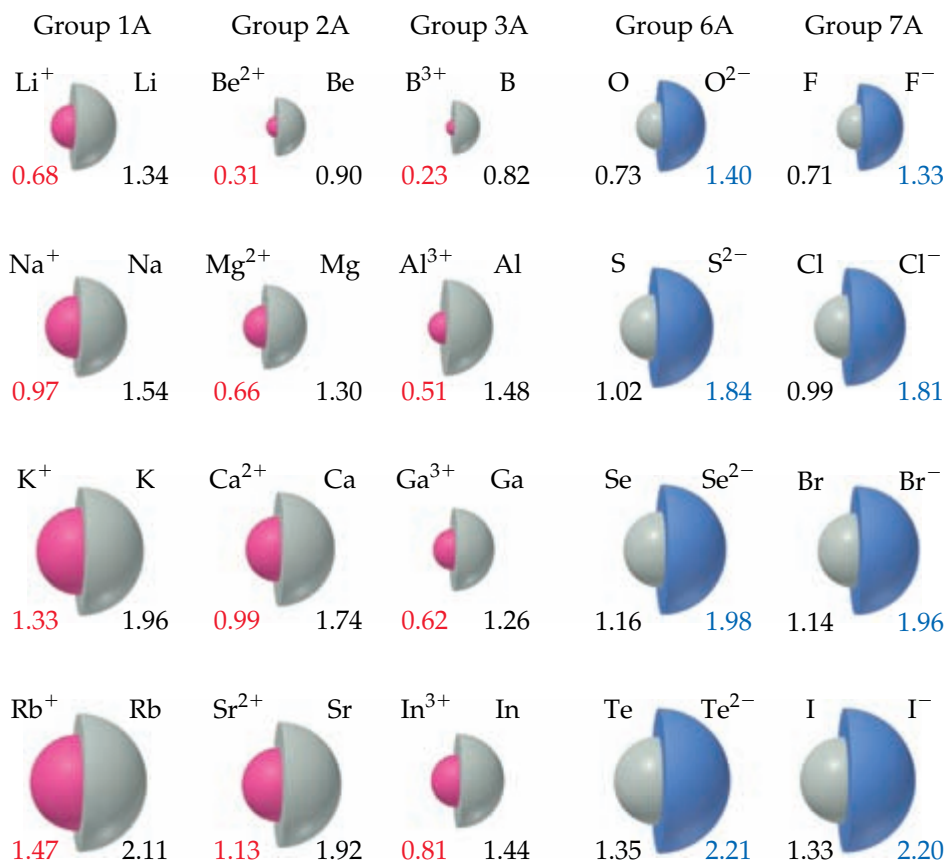 Group 1A Group 2A Group 3A Group 6A Group 7A
Li⁺ Li Be²⁺ Be B³⁺ B O O²⁻ F F⁻
0.68 1.34 0.31 0.90 0.23 0.82 0.73 1.40 0.71 1.33
Na⁺ Na Mg²⁺ Mg Al³⁺ Al S S²⁻ Cl Cl⁻
0.97 1.54 0.66 1.30 0.51 1.48 1.02 1.84 0.99 1.81
K⁺ K Ca²⁺ Ca Ga³⁺ Ga Se Se²⁻ Br Br⁻
1.33 1.96 0.99 1.74 0.62 1.26 1.16 1.98 1.14 1.96
Rb⁺ Rb Sr²⁺ Sr In³⁺ In Te Te²⁻ I I⁻
1.47 2.11 1.13 1.92 0.81 1.44 1.35 2.21 1.33 2.20